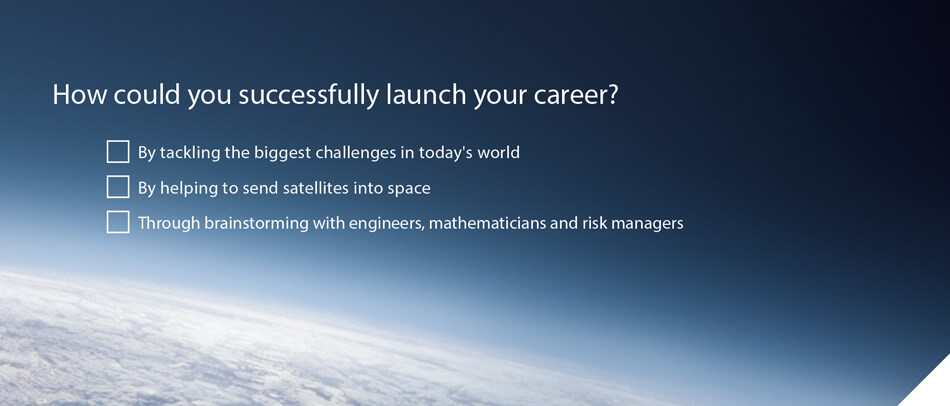 How could you successfully launch your career?
By tackling the biggest challenges in today's world
By helping to send satellites into space
Through brainstorming with engineers, mathematicians and risk managers